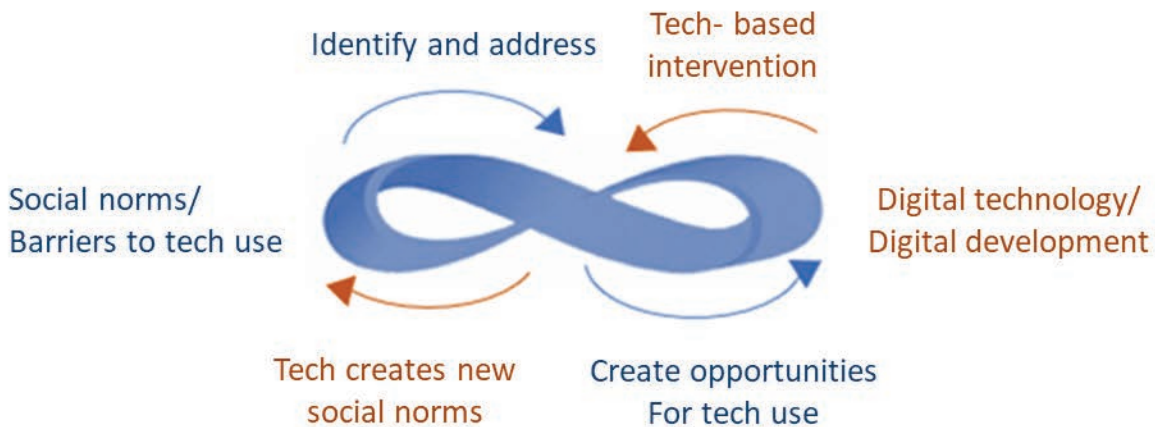 Identify and address
Tech- based
intervention
Social norms/
Barriers to tech use
Digital technology/
Digital development
Tech creates new
social norms
Create opportunities
For tech use